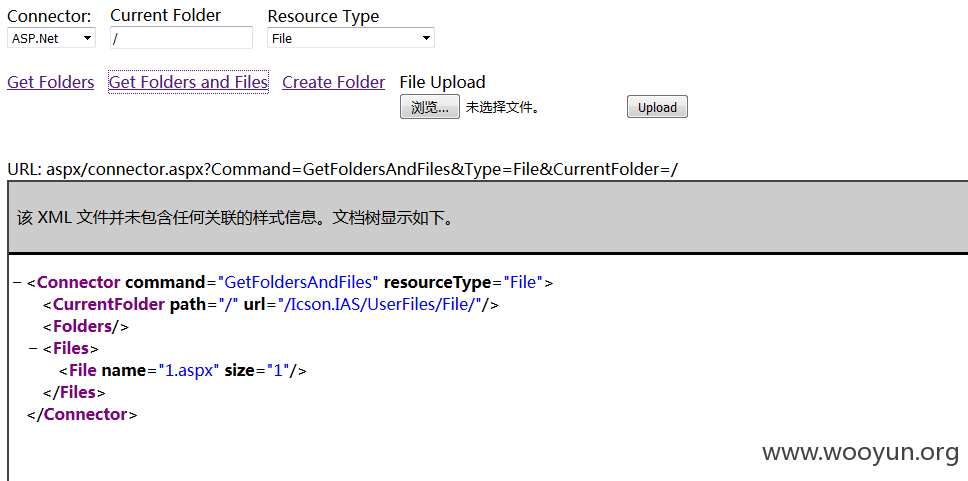 Connector: Current Folder Resource Type
ASP.Net / File
Get Folders Get Folders and Files Create Folder File Upload
浏览... 未选择文件。 Upload
URL: aspx/connector.aspx?Command=GetFoldersAndFiles&Type=File&CurrentFolder=/
该 XML 文件并未包含任何关联的样式信息。文档树显示如下。
− <Connector command="GetFoldersAndFiles" resourceType="File">
<CurrentFolder path="/" url="/Icson.IAS/UserFiles/File/"/>
<Folders/>
− <Files>
<File name="1.aspx" size="1"/>
</Files>
</Connector>
www.wooyun.org